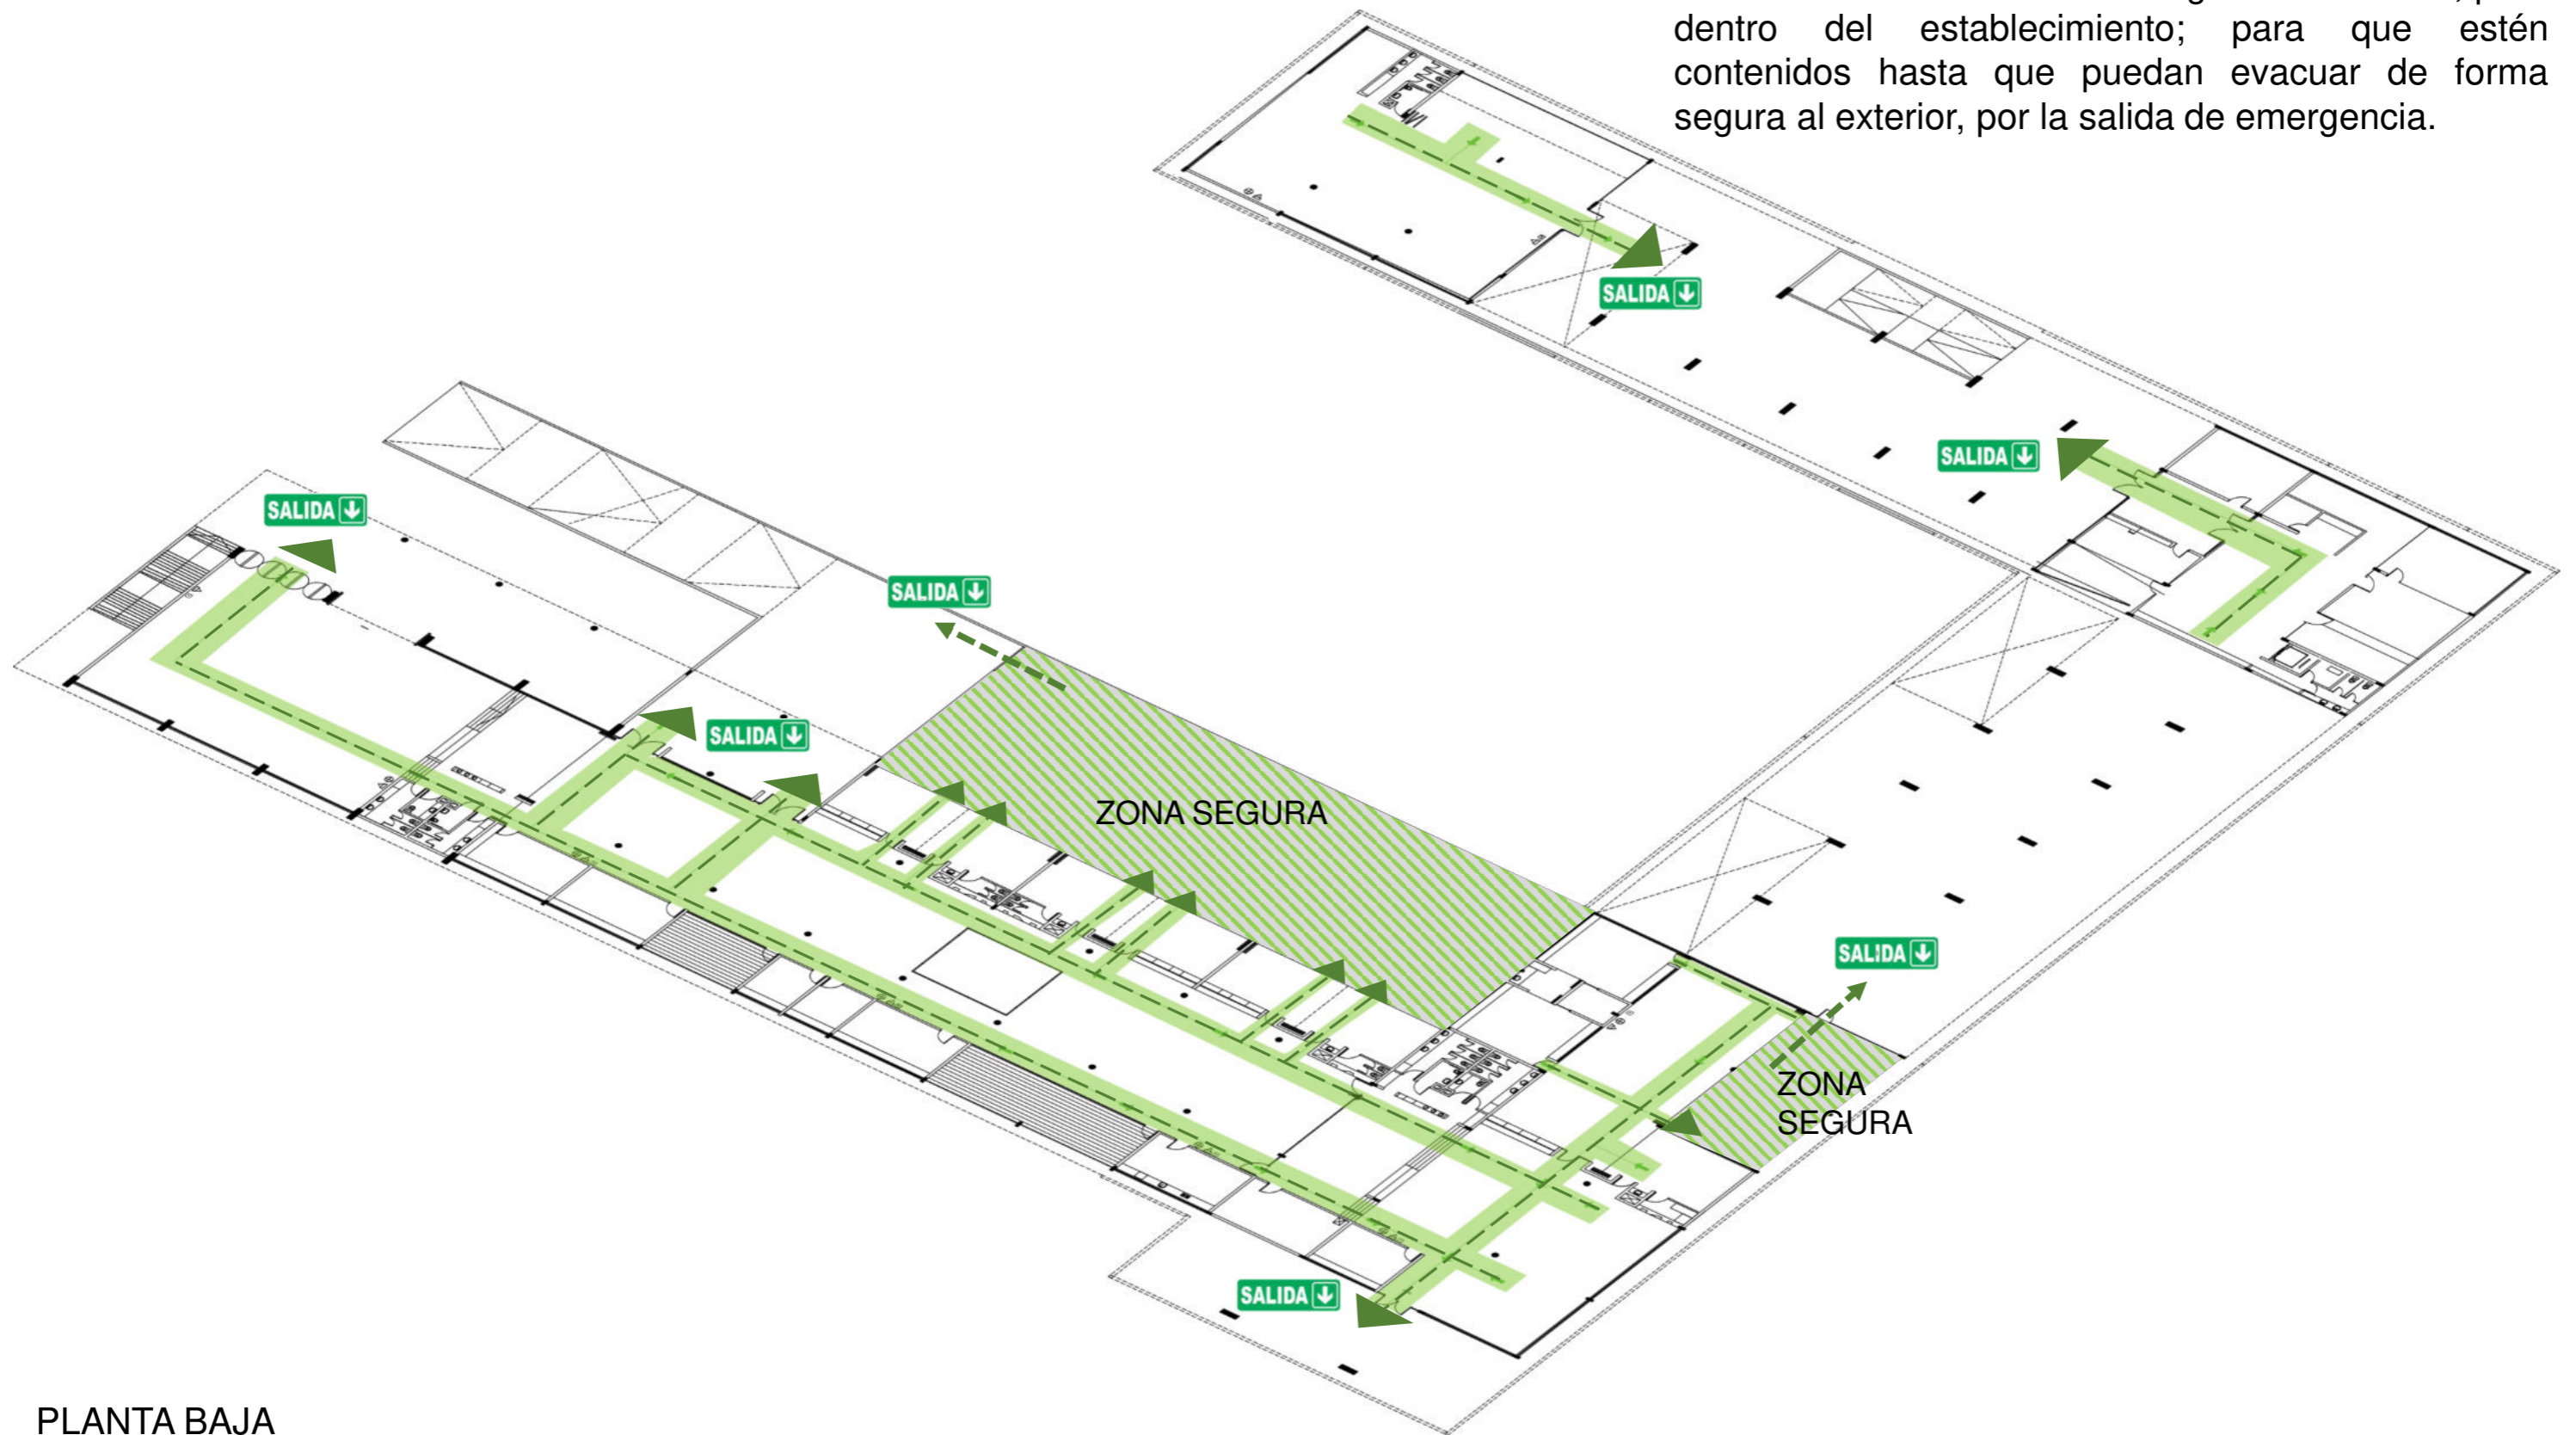 dentro del establecimiento; para que estén
contenidos hasta que puedan evacuar de forma
segura al exterior, por la salida de emergencia.
SALIDA
SALIDA
SALIDA
SALIDA
SALIDA
ZONA SEGURA
SALIDA
ZONA
SEGURA
SALIDA
PLANTA BAJA